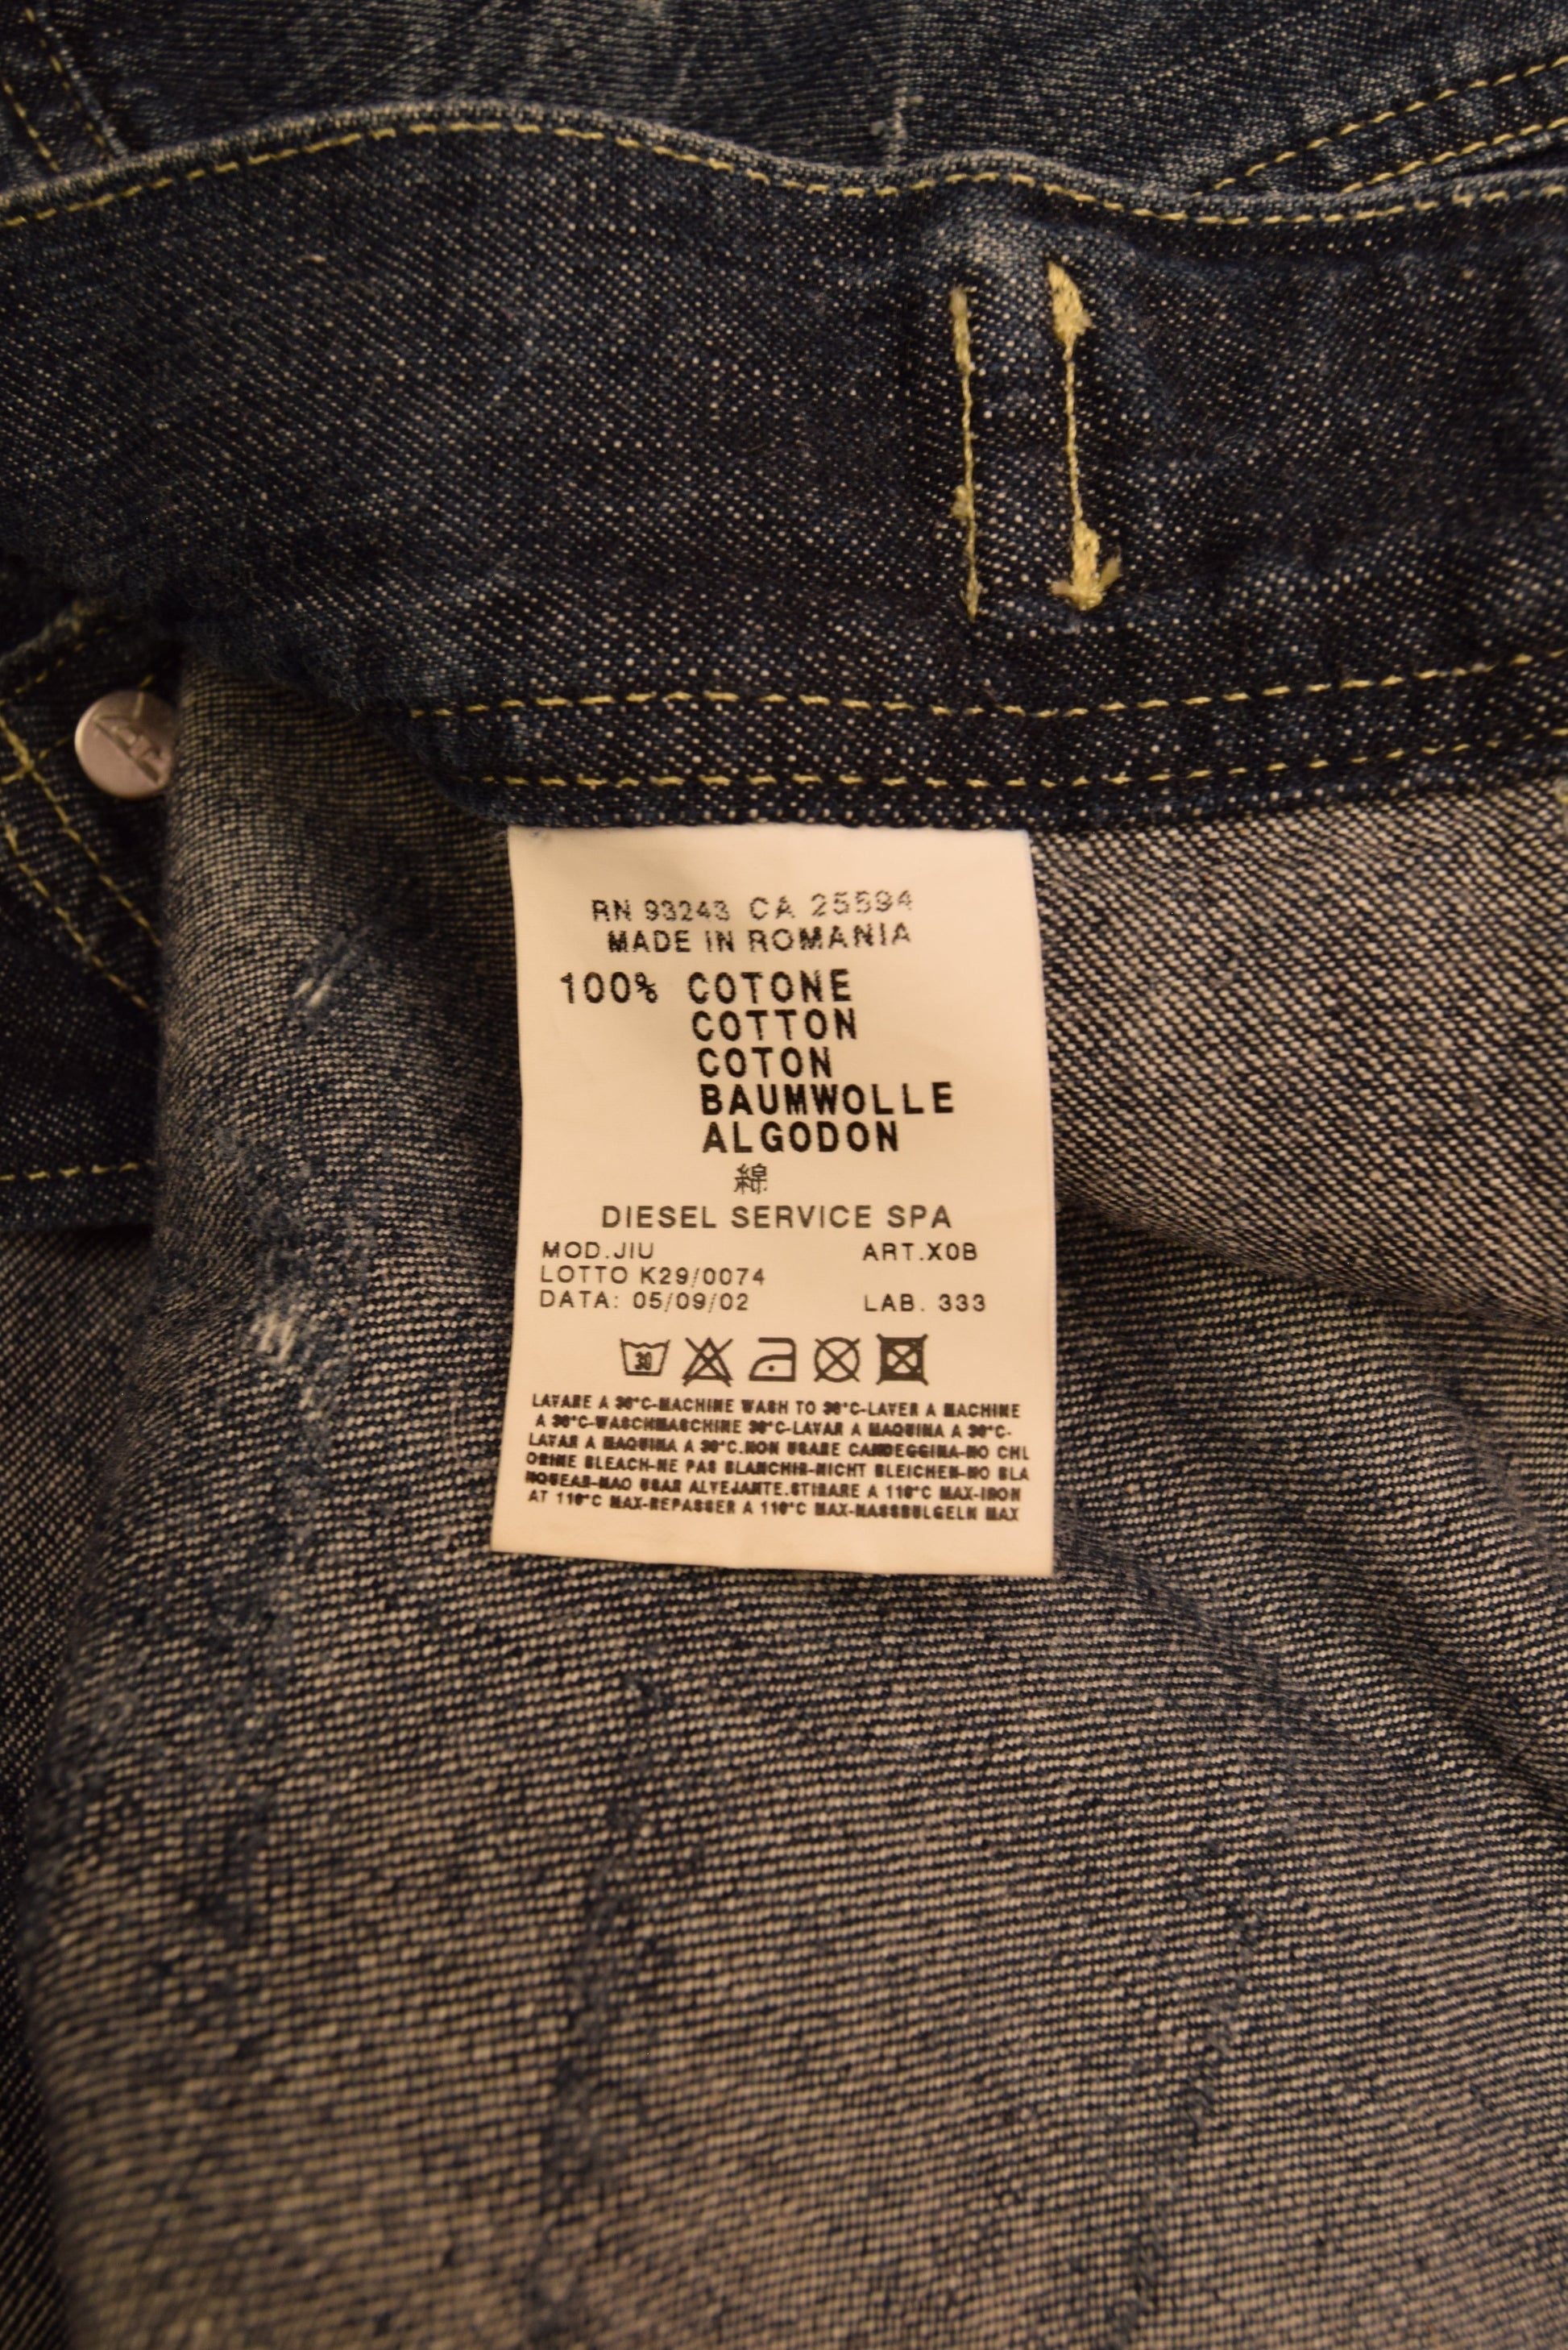 RN 93243 CA 25594
MADE IN ROMANIA
100% COTONE
COTTON
COTON
BAUMWOLLE
ALGODON
綿
DIESEL SERVICE SPA
MOD.JIU ART.X0B
LOTTO K29/0074
DATA: 05/09/02 LAB. 333
30
LAVARE A 30°C-MACHINE WASH TO 30°C-LAVER A MACHINE
A 30°C-WASCHMASCHINE 30°C-LAVAR A MAQUINA A 30°C-
LAVAR A MAQUINA A 30°C.NON USARE CANDEGGINA-NO CHL
ORINE BLEACH-NE PAS BLANCHIR-NICHT BLEICHEN-NO BLA
NQUEAR-NAO USAR ALVEJANTE.STIRARE A 110°C MAX-IRON
AT 110°C MAX-REPASSER A 110°C MAX-NASSBULGELN MAX